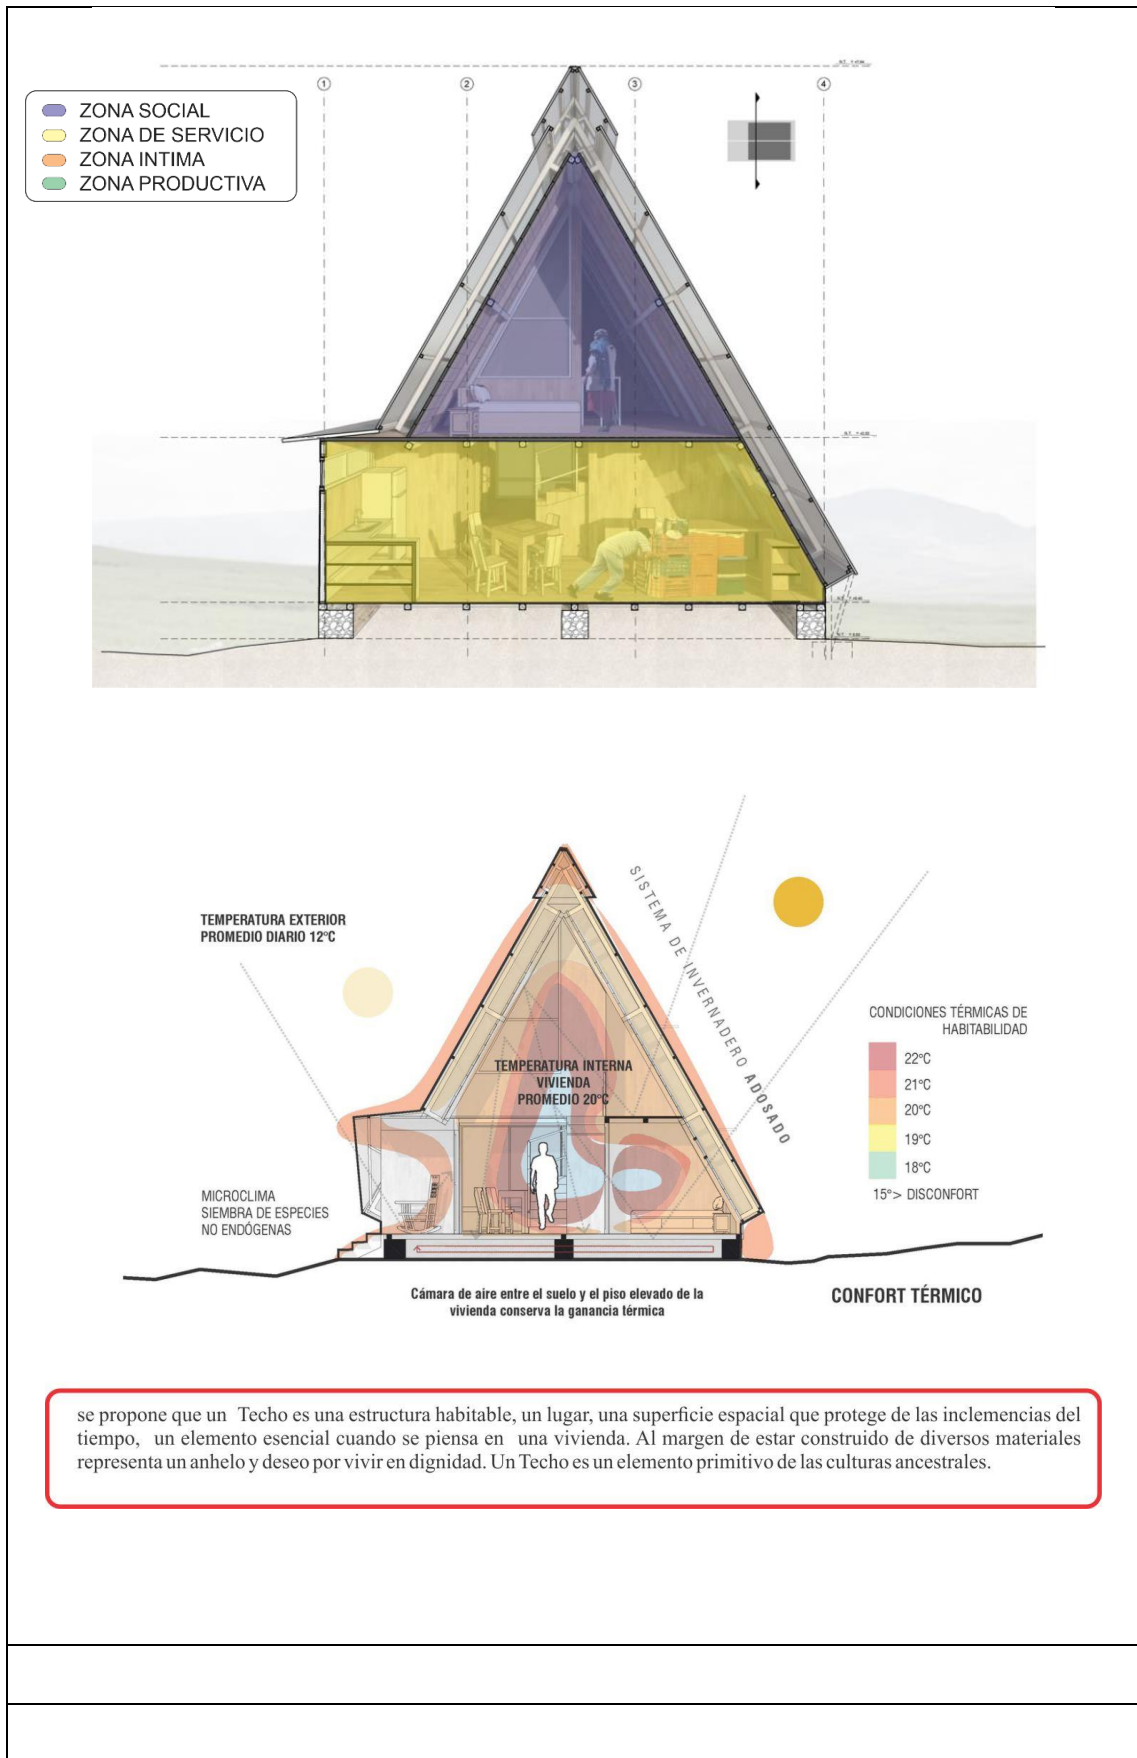 1
2
3
4
ZONA SOCIAL
ZONA DE SERVICIO
ZONA INTIMA
ZONA PRODUCTIVA
SISTEMA DE INVERNADERO ADOSADO
TEMPERATURA EXTERIOR
PROMEDIO DIARIO 12°C
CONDICIONES TÉRMICAS DE
HABITABILIDAD
22°C
21°C
20°C
19°C
18°C
15°> DISCONFORT
TEMPERATURA INTERNA
VIVIENDA
PROMEDIO 20°C
MICROCLIMA
SIEMBRA DE ESPECIES
NO ENDÓGENAS
Cámara de aire entre el suelo y el piso elevado de la
vivienda conserva la ganancia térmica
CONFORT TÉRMICO
se propone que un Techo es una estructura habitable, un lugar, una superficie espacial que protege de las inclemencias del
tiempo, un elemento esencial cuando se piensa en una vivienda. Al margen de estar construido de diversos materiales
representa un anhelo y deseo por vivir en dignidad. Un Techo es un elemento primitivo de las culturas ancestrales.